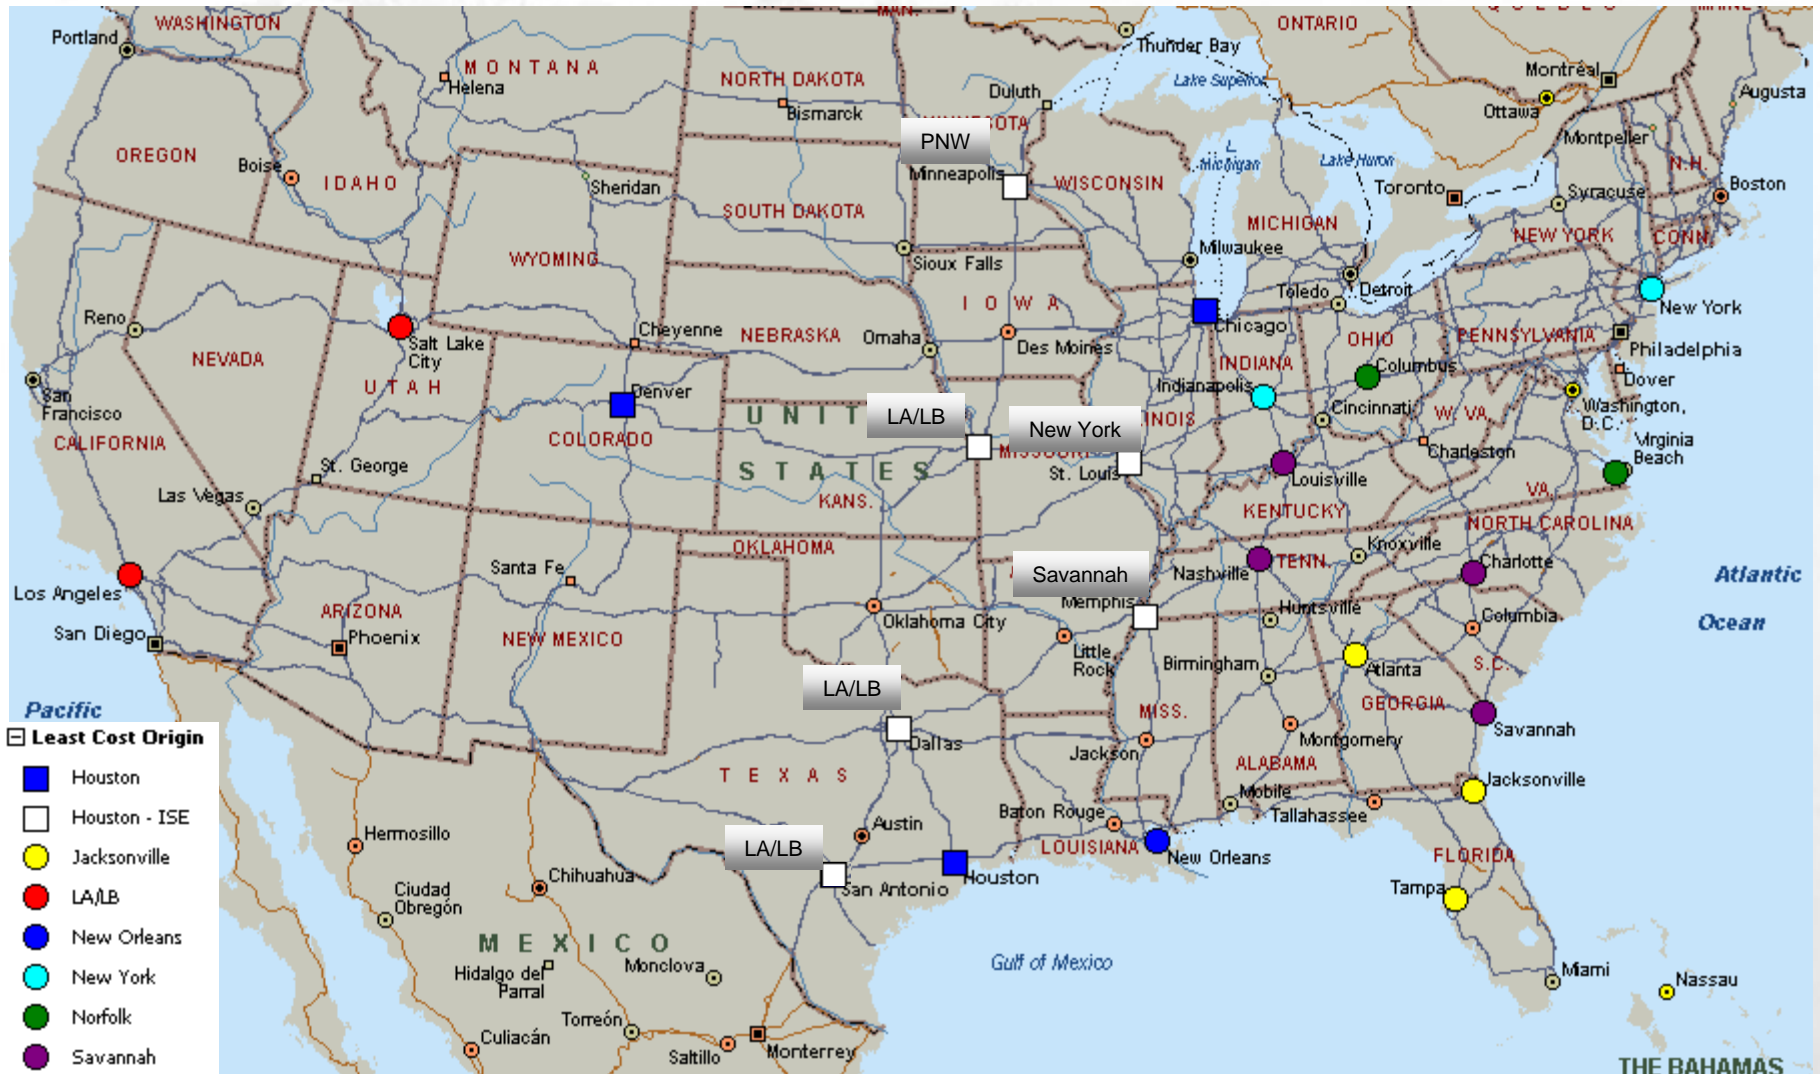 MAN.
QUEBEC
MAINE
WASHINGTON
ONTARIO
Portland
Thunder Bay
MONTANA
Helena
NORTH DAKOTA
Bismarck
Duluth
Lake Superior
Montréal
Ottawa
Augusta
PNW
Montpelier
OREGON
Boise
IDAHO
Sheridan
Minneapolis
WISCONSIN
L.
Michigan
Lake Huron
Toronto
N.H.
Boston
Syracuse
SOUTH DAKOTA
MICHIGAN
NEW YORK
CONN.
Milwaukee
WYOMING
Sioux Falls
Detroit
Toledo
IOWA
New York
Reno
Cheyenne
Chicago
Salt Lake
City
NEBRASKA
Omaha
Des Moines
OHIO
PENNSYLVANIA
Philadelphia
NEVADA
UTAH
INDIANA
Columbus
Indianapolis
Dover
San
Francisco
Denver
LA/LB
New York
Cincinnati
W. VA.
Washington,
D.C.
UNIT
INOIS
CALIFORNIA
COLORADO
MISSOURI
Charleston
Virginia
Beach
St. George
STATES
St. Louis
Louisville
Las Vegas
KANS.
KENTUCKY
VA.
NORTH CAROLINA
OKLAHOMA
Knoxville
Santa Fe
Savannah
Nashville
TENN.
Charlotte
Atlantic
Ocean
Los Angeles
Memphis
ARIZONA
Huntsville
Columbia
San Diego
Phoenix
NEW MEXICO
Oklahoma City
Little
Rock
Birmingham
Atlanta
S.C.
LA/LB
Pacific
MISS.
GEORGIA
Savannah
Least Cost Origin
Dallas
Jackson
Montgomery
TEXAS
ALABAMA
Houston
Jacksonville
Mobile
Tallahassee
Houston - ISE
Baton Rouge
Hermosillo
Austin
LA/LB
LOUISIANA
New Orleans
FLORIDA
Jacksonville
Chihuahua
San Antonio
Houston
Tampa
LA/LB
Ciudad
Obregón
New Orleans
MEXICO
Gulf of Mexico
Hidalgo del
Parral
Monclova
Miami
Nassau
New York
Norfolk
Torreón
Culiacán
Saltillo
Monterrey
Savannah
THE BAHAMAS